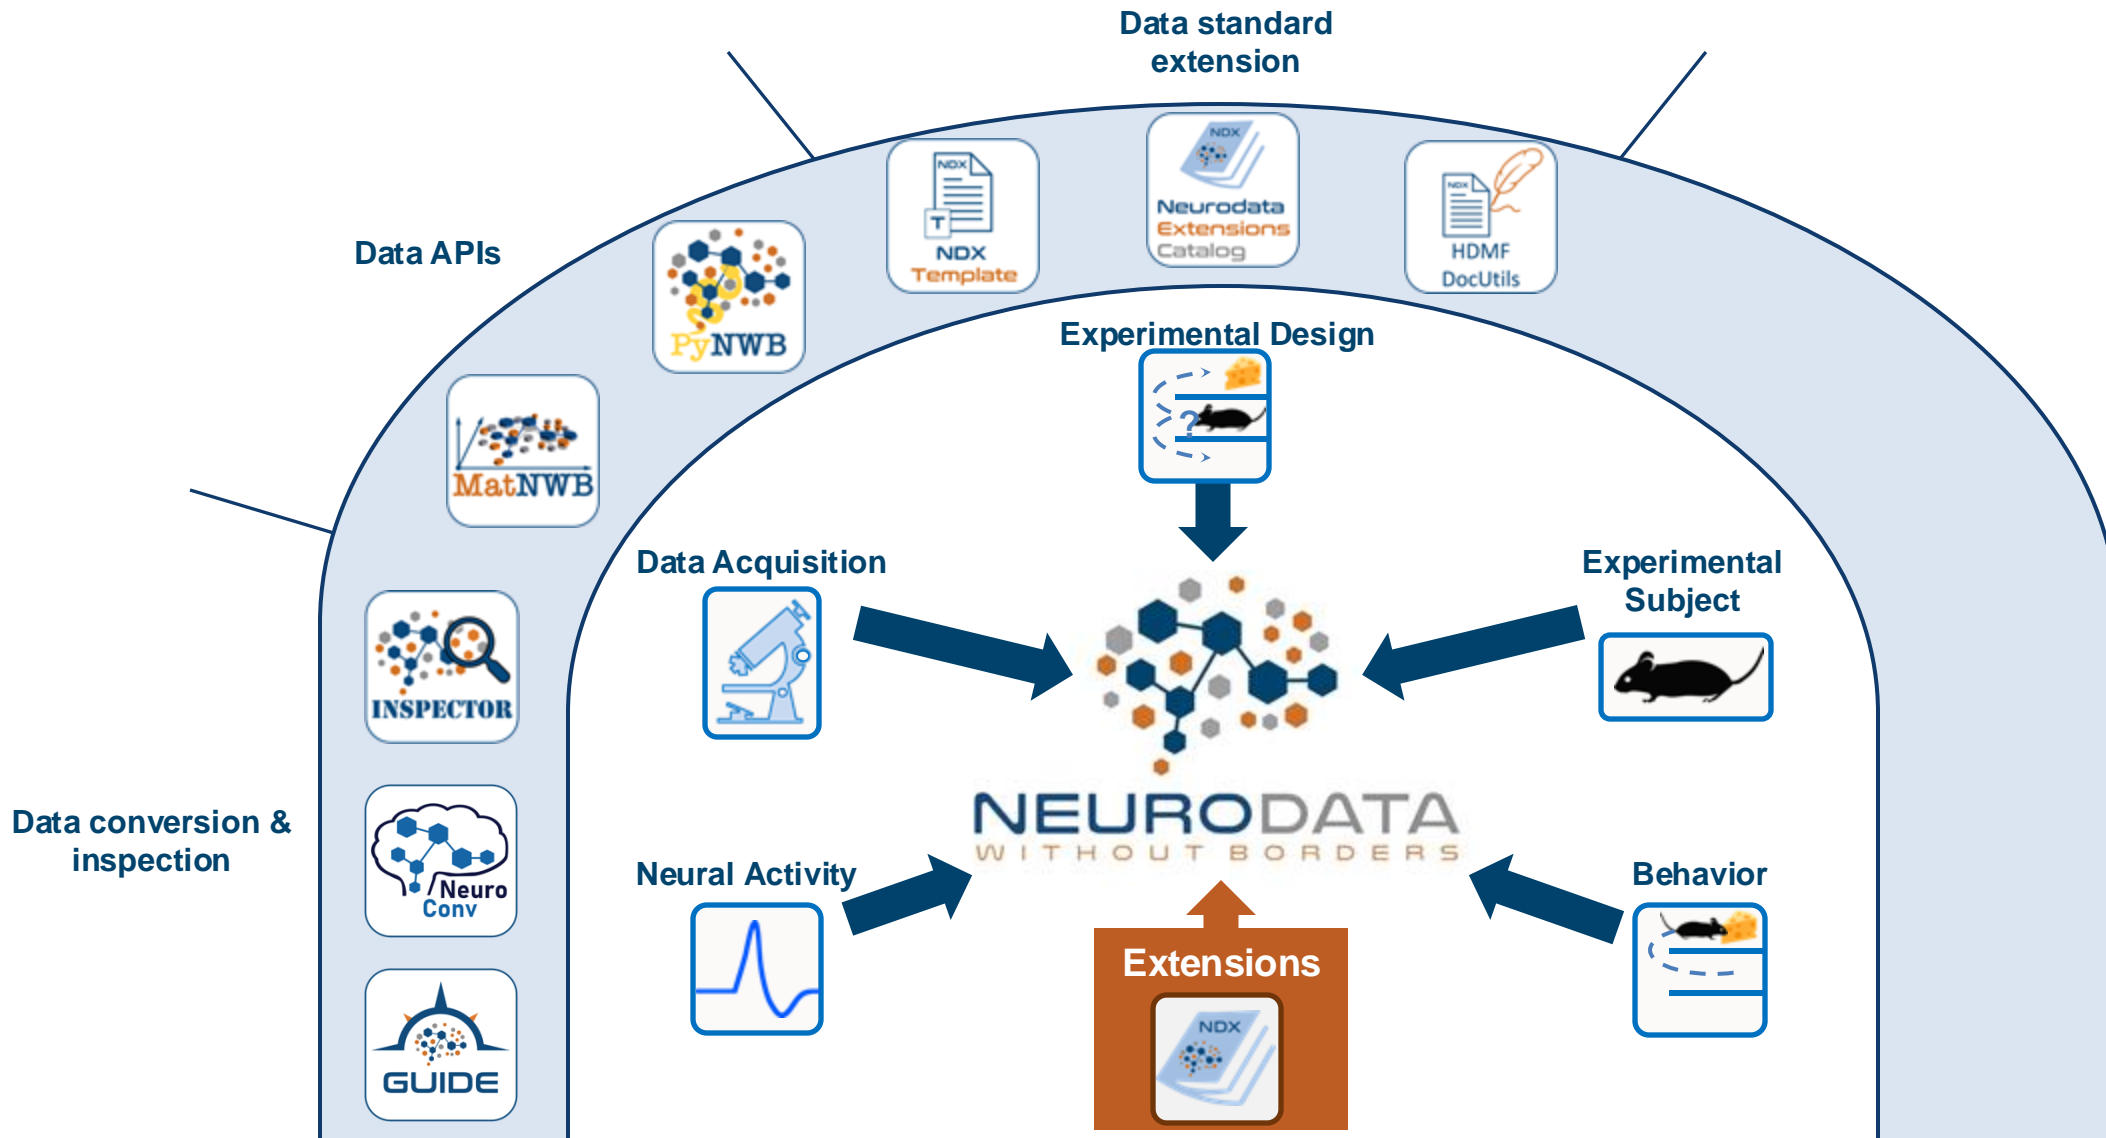 Data standard
extension
NDX
Neurodata
Extensions
Catalog
NDX
T
NDX
Template
NDX
HDMF
DocUtils
Data APIs
PyNWB
MatNWB
Experimental Design
?
Data Acquisition
Experimental
Subject
INSPECTOR
NEURODATA
WITHOUT BORDERS
Data conversion &
inspection
Neuro
Conv
Neural Activity
Behavior
Extensions
NDX
GUIDE